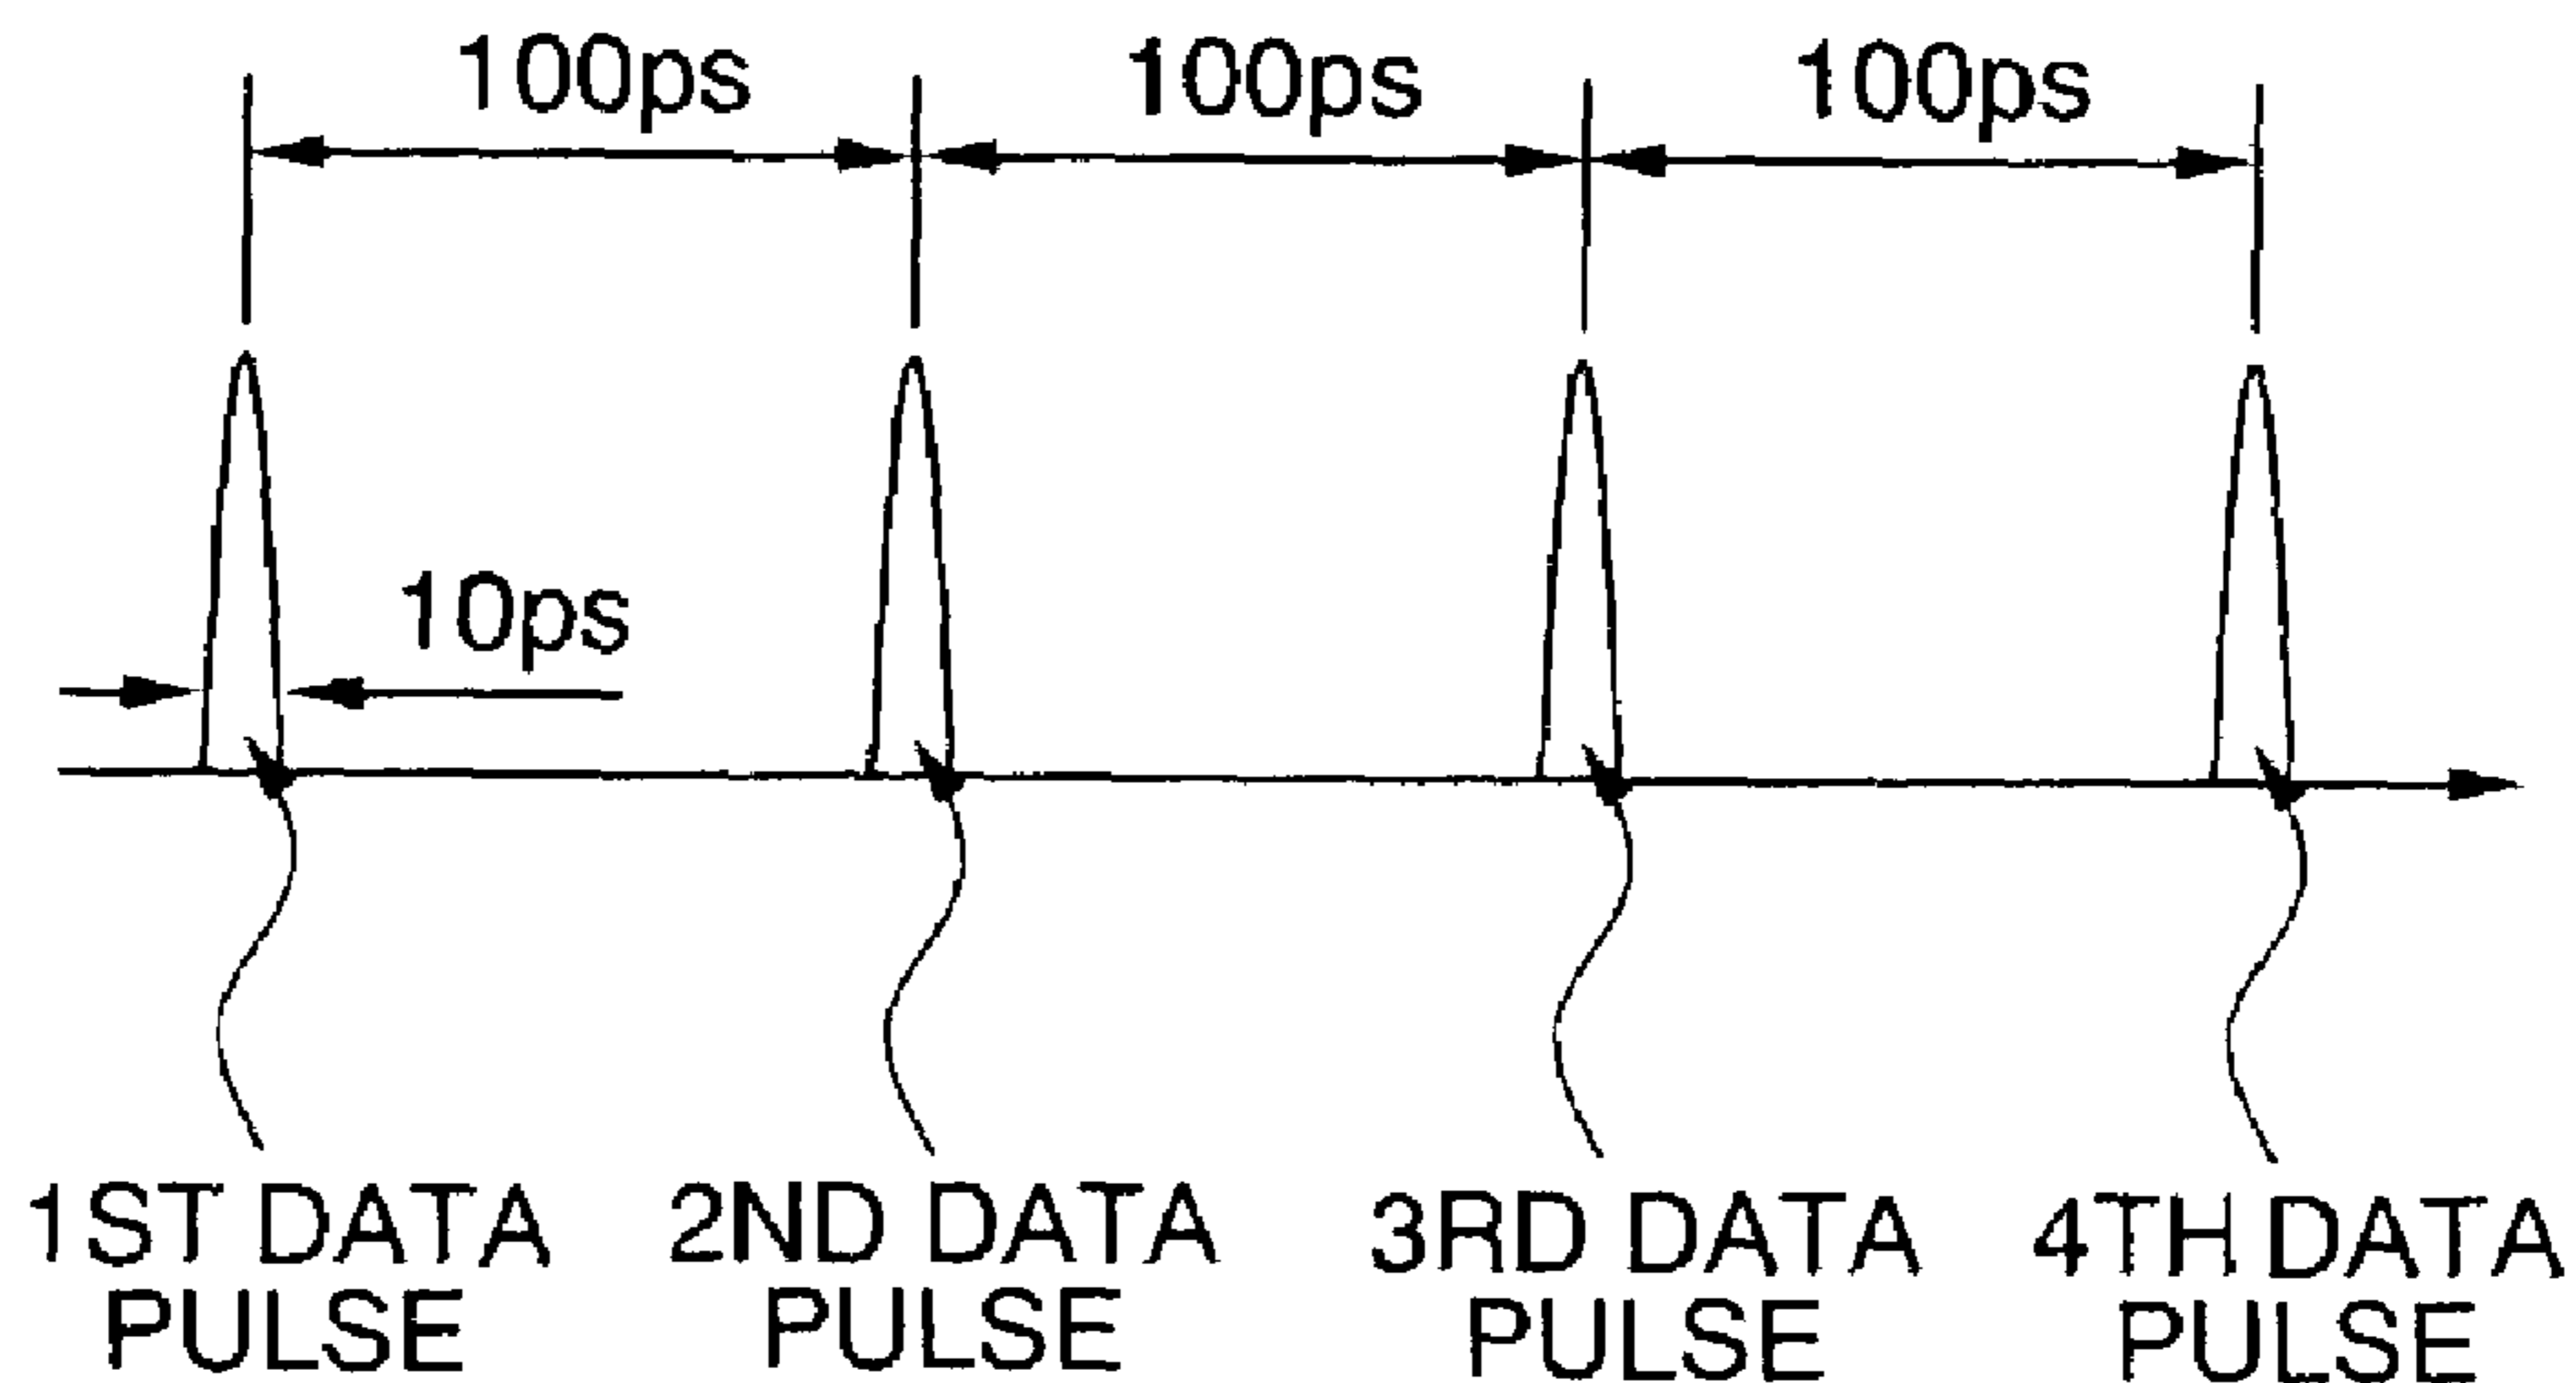 100ps 100ps 100ps
10ps
1ST DATA 2ND DATA 3RD DATA 4TH DATA
PULSE PULSE PULSE PULSE